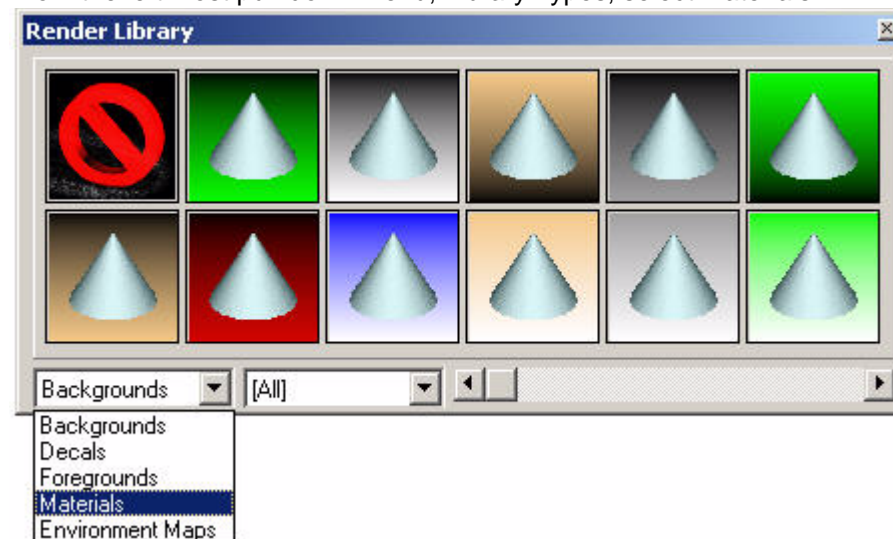 Render Library
Backgrounds
[All]
Backgrounds
Decals
Foregrounds
Materials
Environment Maps